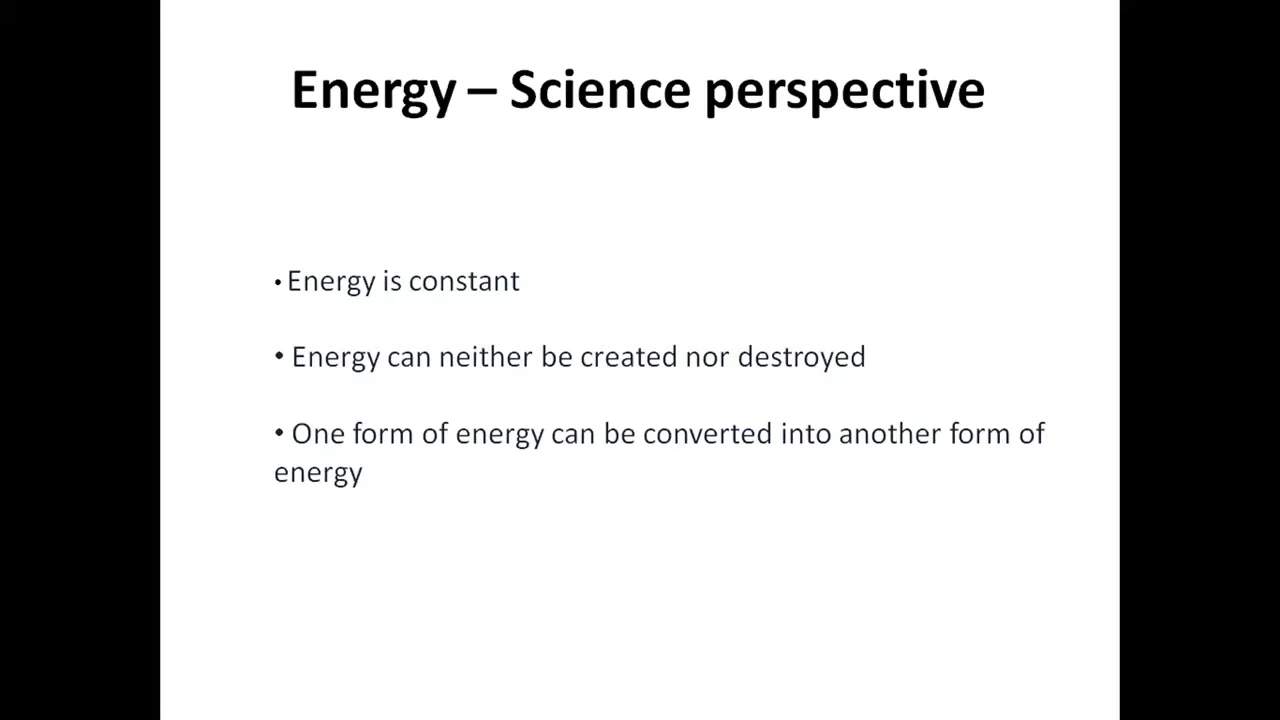 Energy – Science perspective
• Energy is constant
• Energy can neither be created nor destroyed
• One form of energy can be converted into another form of
energy